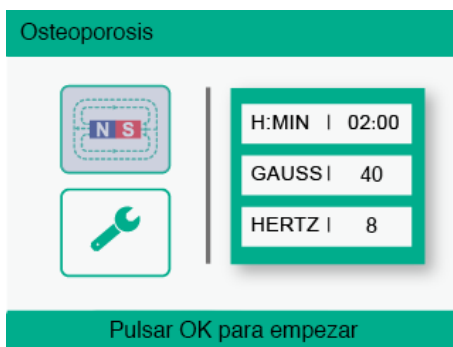 Osteoporosis
N S
H:MIN | 02:00
GAUSS | 40
HERTZ | 8
Pulsar OK para empezar